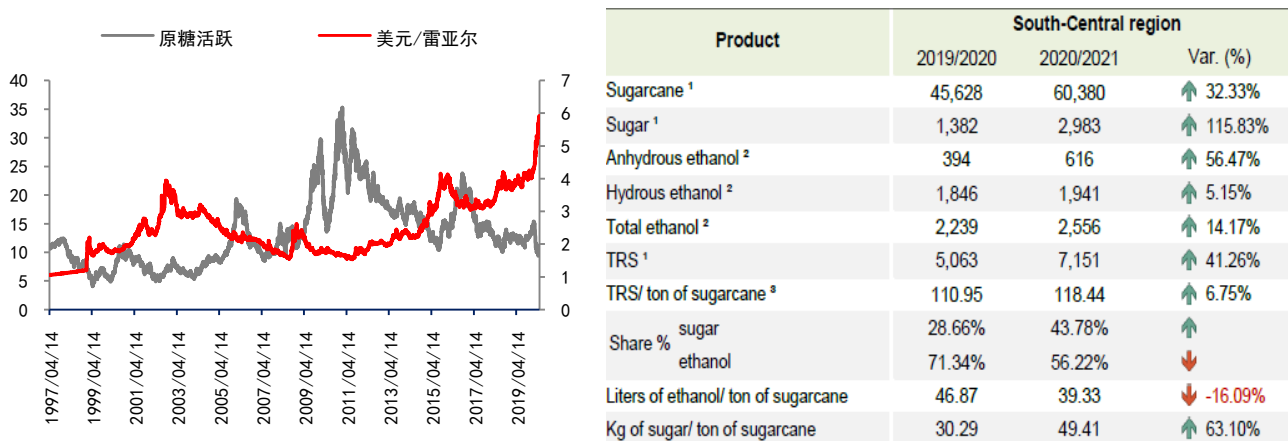 原糖活跃 美元/雷亚尔
40 7
35 6
30 5
25 4
20 3
15 2
10 1
5 0
0
1997/04/14 1999/04/14 2001/04/14 2003/04/14 2005/04/14 2007/04/14 2009/04/14 2011/04/14 2013/04/14 2015/04/14 2017/04/14 2019/04/14
Product South-Central region
2019/2020 2020/2021 Var. (%)
Sugarcane ¹ 45,628 60,380 32.33%
Sugar ¹ 1,382 2,983 115.83%
Anhydrous ethanol ² 394 616 56.47%
Hydrous ethanol ² 1,846 1,941 5.15%
Total ethanol ² 2,239 2,556 14.17%
TRS ¹ 5,063 7,151 41.26%
TRS/ ton of sugarcane ³ 110.95 118.44 6.75%
Share % sugar 28.66% 43.78%
ethanol 71.34% 56.22%
Liters of ethanol/ ton of sugarcane 46.87 39.33 -16.09%
Kg of sugar/ ton of sugarcane 30.29 49.41 63.10%